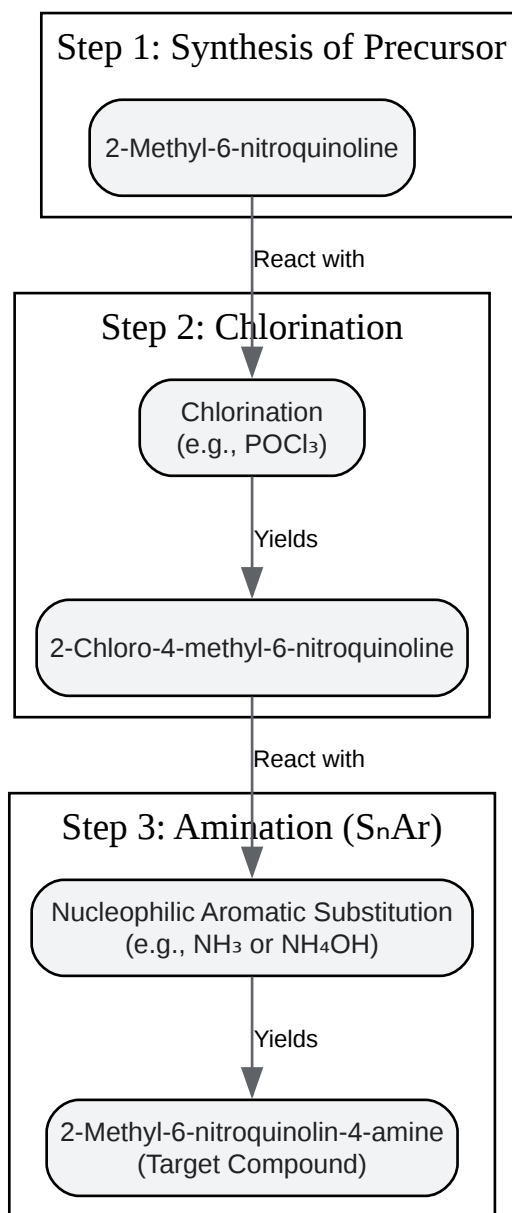 Step 1: Synthesis of Precursor
2-Methyl-6-nitroquinoline
React with
Step 2: Chlorination
Chlorination
(e.g., POCl₃)
Yields
2-Chloro-4-methyl-6-nitroquinoline
React with
Step 3: Amination (SₙAr)
Nucleophilic Aromatic Substitution
(e.g., NH₃ or NH₄OH)
Yields
2-Methyl-6-nitroquinolin-4-amine
(Target Compound)